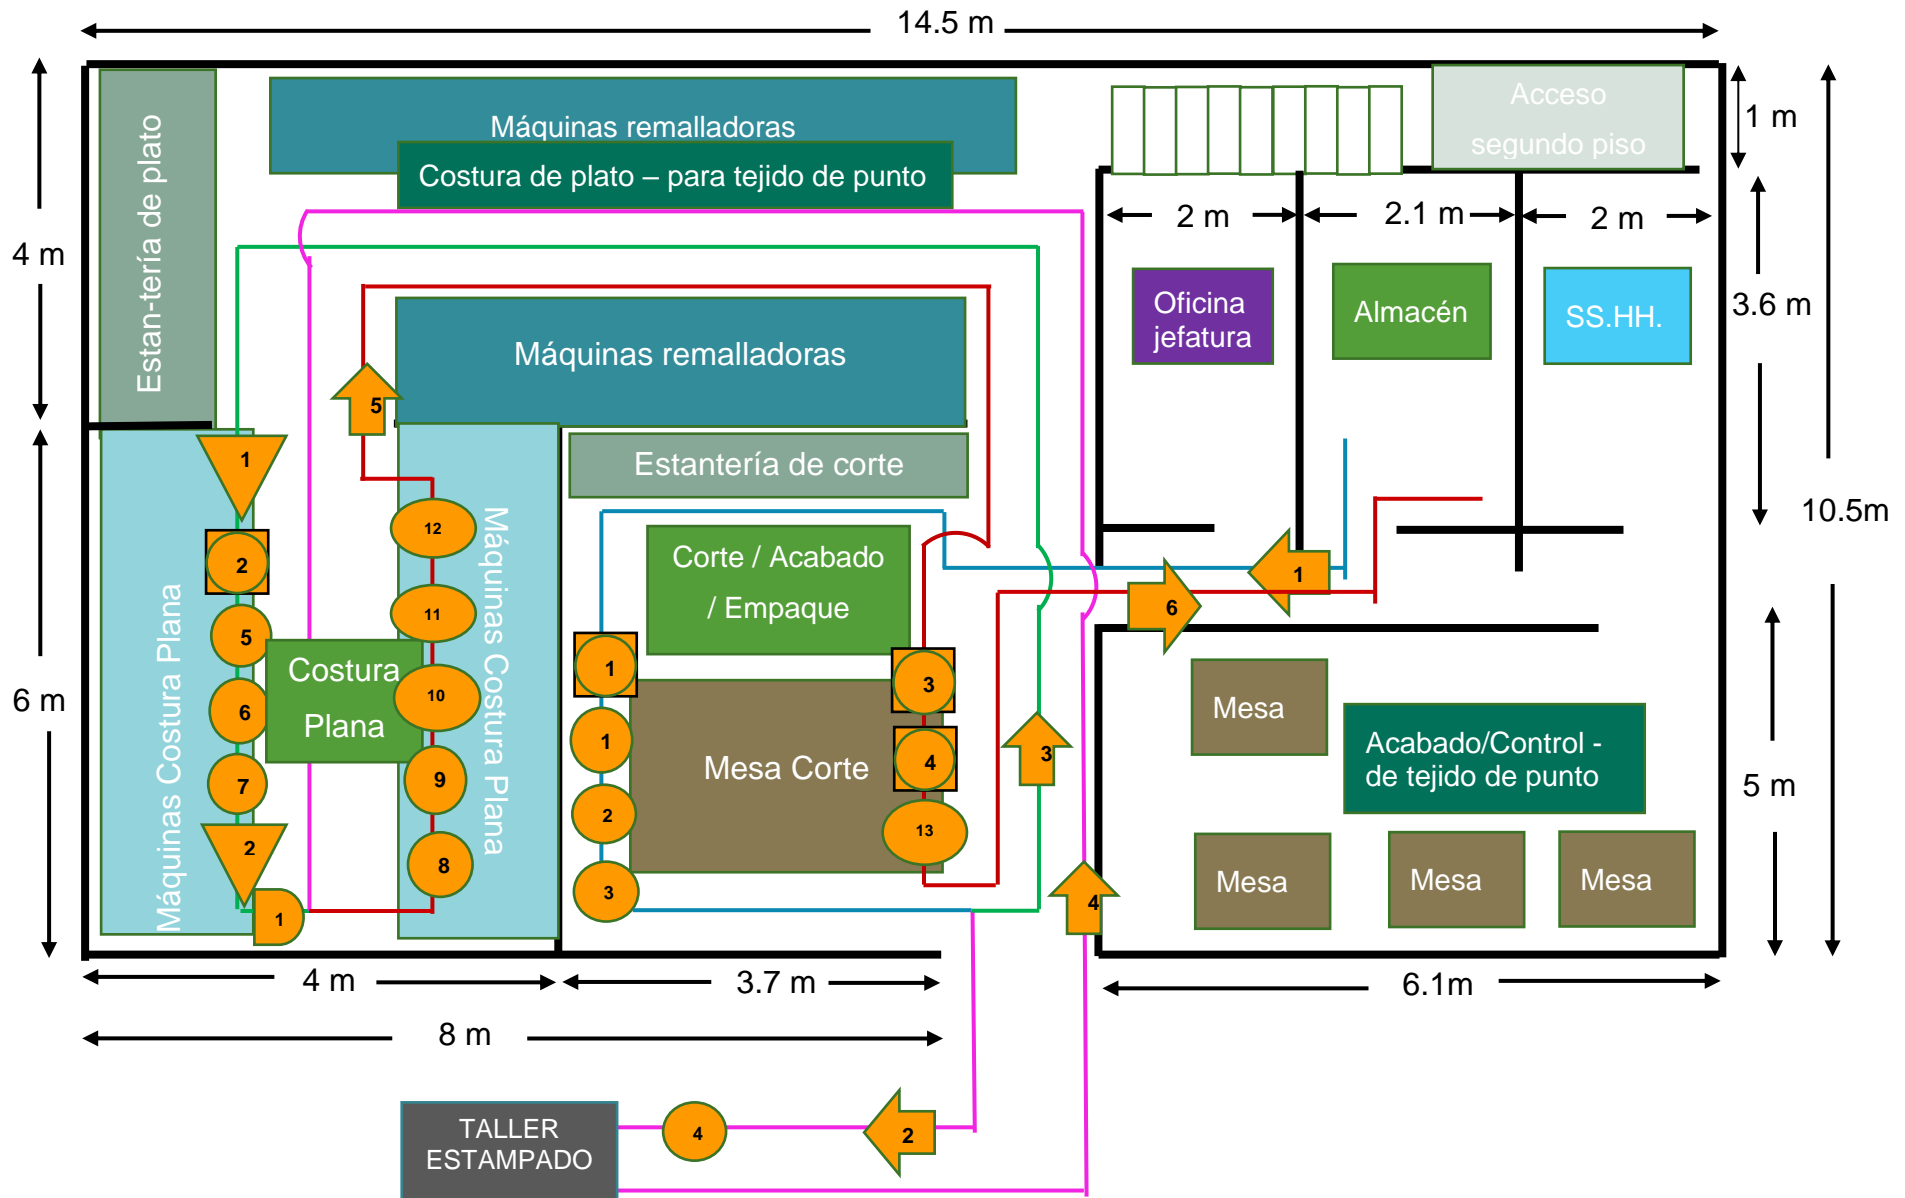 14.5 m
Acceso
segundo piso
1 m
Máquinas remalladoras
Costura de plato – para tejido de punto
Estan-tería de plato
4 m
2 m
2.1 m
2 m
3.6 m
10.5m
Oficina
jefatura
Almacén
SS.HH.
Máquinas remalladoras
5
Estantería de corte
1
2
5
6
7
2
1
Máquinas Costura Plana
Costura
Plana
12
11
10
9
8
Máquinas Costura Plana
Corte / Acabado
/ Empaque
1
1
2
3
Mesa Corte
3
4
13
3
4
1
6
6 m
Mesa
Acabado/Control -
de tejido de punto
5 m
Mesa
Mesa
Mesa
4 m
3.7 m
6.1m
8 m
TALLER
ESTAMPADO
4
2